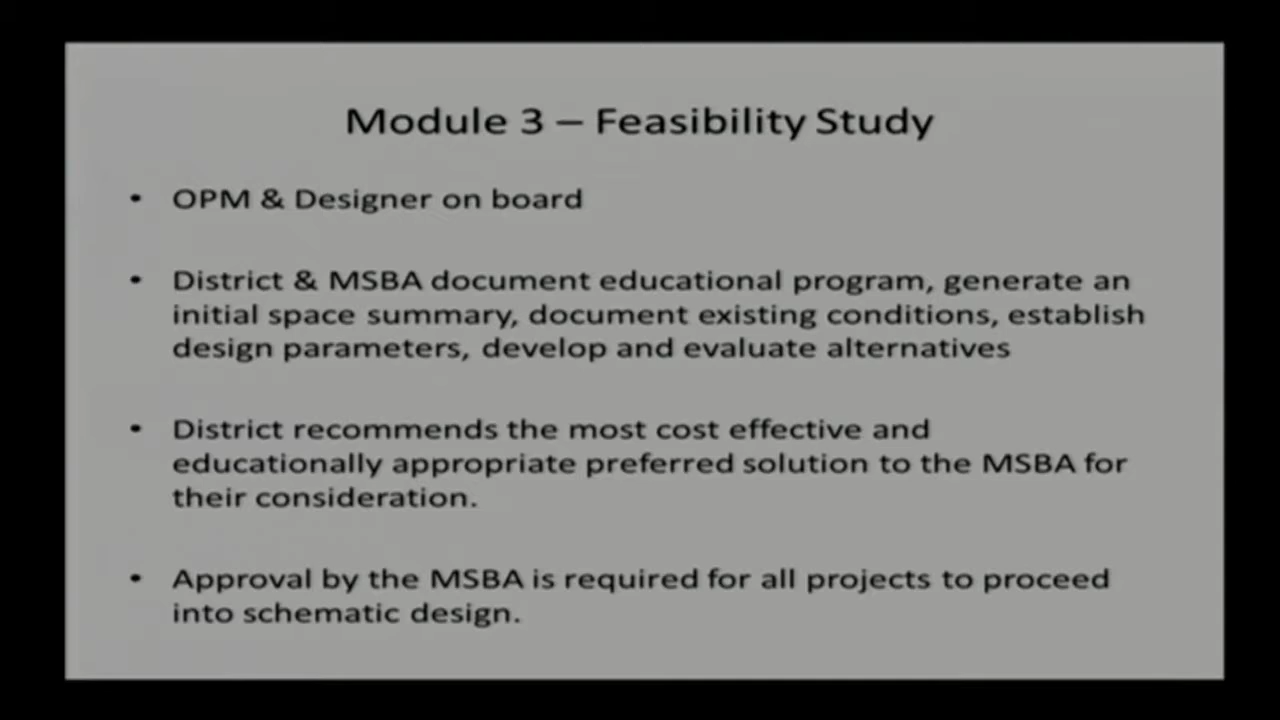 Module 3 – Feasibility Study
• OPM & Designer on board
• District & MSBA document educational program, generate an
initial space summary, document existing conditions, establish
design parameters, develop and evaluate alternatives
• District recommends the most cost effective and
educationally appropriate preferred solution to the MSBA for
their consideration.
• Approval by the MSBA is required for all projects to proceed
into schematic design.